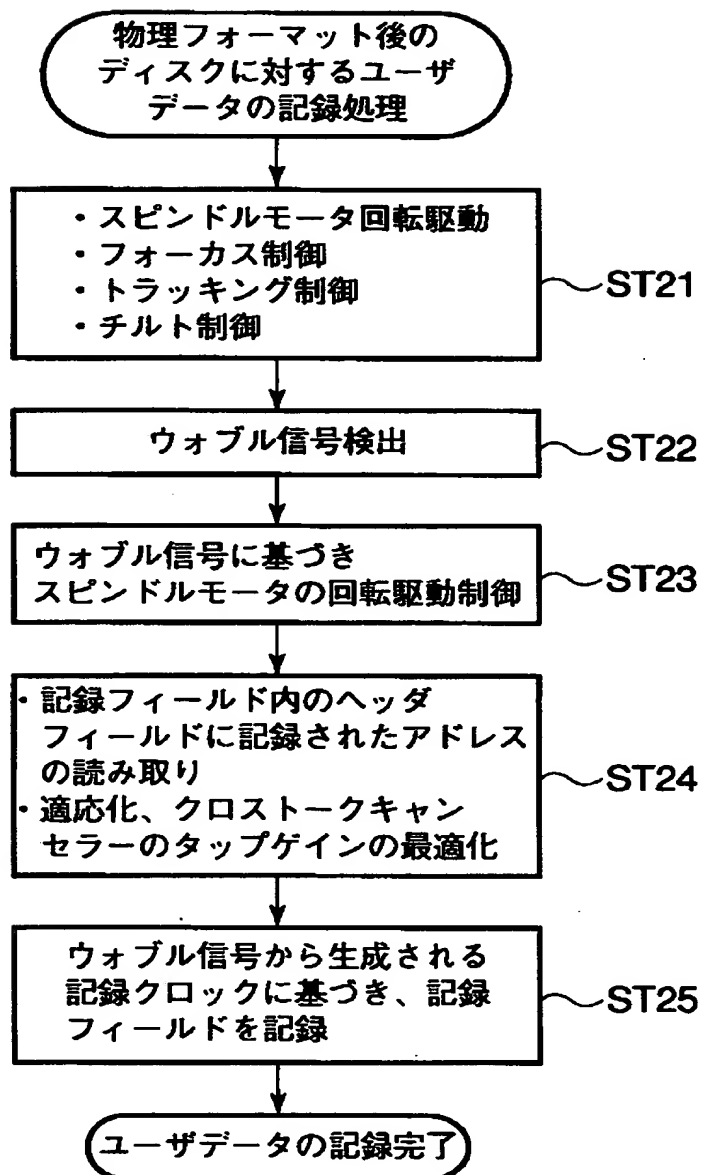 物理フォーマット後の
ディスクに対するユーザ
データの記録処理
・スピンドルモータ回転駆動
・フォーカス制御
・トラッキング制御
・チルト制御
ST21
ウォブル信号検出
ST22
ウォブル信号に基づき
スピンドルモータの回転駆動制御
ST23
・記録フィールド内のヘッダ
フィールドに記録されたアドレス
の読み取り
・適応化、クロストークキャン
セラーのタップゲインの最適化
ST24
ウォブル信号から生成される
記録クロックに基づき、記録
フィールドを記録
ST25
ユーザデータの記録完了